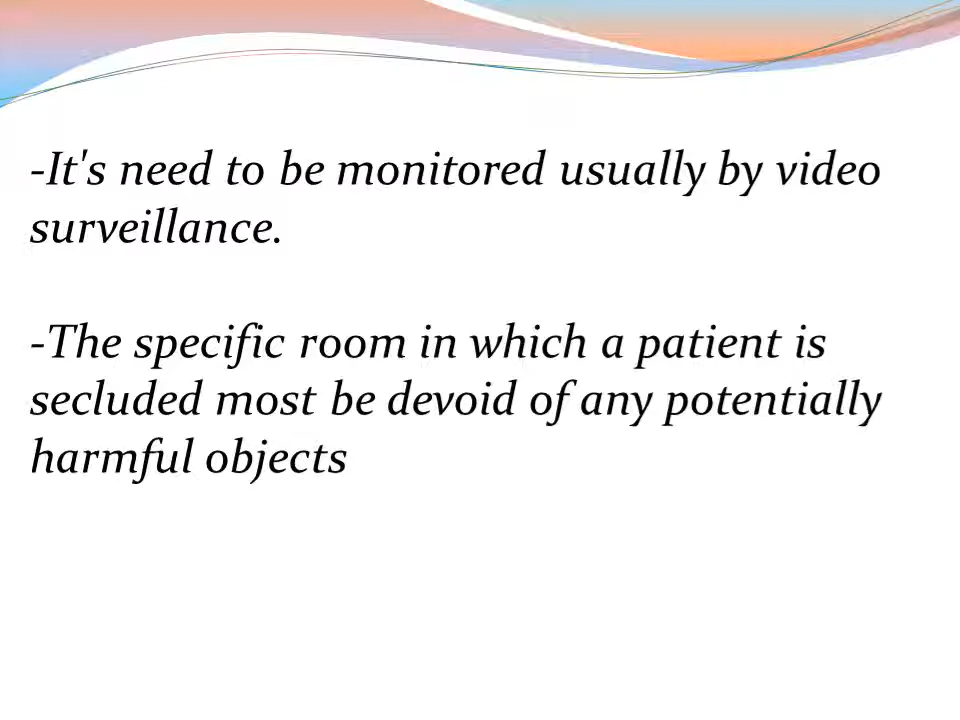 -It's need to be monitored usually by video
surveillance.
-The specific room in which a patient is
secluded most be devoid of any potentially
harmful objects